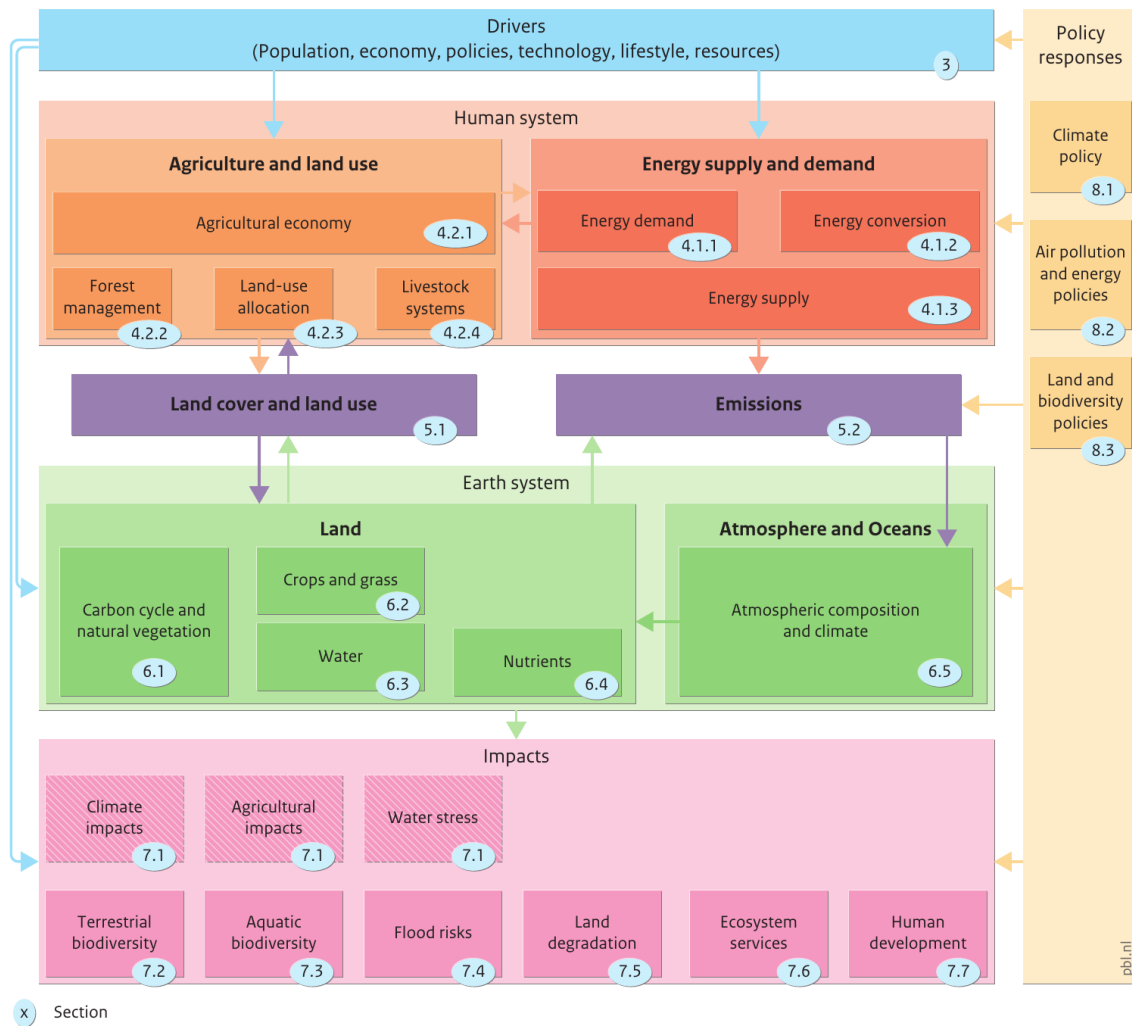 Drivers
(Population, economy, policies, technology, lifestyle, resources)
3
Policy
responses
Human system
Agriculture and land use
Agricultural economy
4.2.1
Forest
management
4.2.2
Land-use
allocation
4.2.3
Livestock
systems
4.2.4
Energy supply and demand
Energy demand
4.1.1
Energy conversion
4.1.2
Energy supply
4.1.3
Climate
policy
8.1
Air pollution
and energy
policies
8.2
Land and
biodiversity
policies
8.3
Land cover and land use
5.1
Emissions
5.2
Earth system
Land
Carbon cycle and
natural vegetation
6.1
Crops and grass
6.2
Water
6.3
Nutrients
6.4
Atmosphere and Oceans
Atmospheric composition
and climate
6.5
Impacts
Climate
impacts
7.1
Agricultural
impacts
7.1
Water stress
7.1
Terrestrial
biodiversity
7.2
Aquatic
biodiversity
7.3
Flood risks
7.4
Land
degradation
7.5
Ecosystem
services
7.6
Human
development
7.7
pbl.nl
x Section